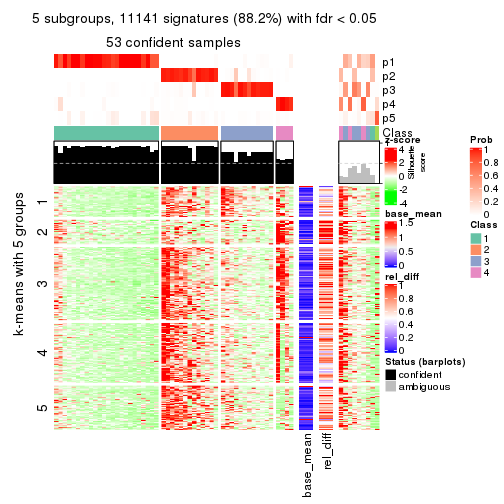 5 subgroups, 11141 signatures (88.2%) with fdr < 0.05
53 confident samples
p1
p2
p3
p4
p5
Class
z-score
4
2
0
-2
-4
Silhouette
score
1
base_mean
1.5
1
0.5
0
rel_diff
1
0.8
0.6
0.4
0.2
0
Prob
1
0.8
0.6
0.4
0.2
0
Class
1
2
3
4
Status (barplots)
confident
ambiguous
k-means with 5 groups
1
2
3
4
5
base_mean
rel_diff